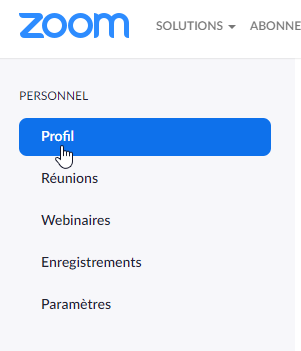 zoom
SOLUTIONS ABONNE
PERSONNEL
Profil
Réunions
Webinaires
Enregistrements
Paramètres